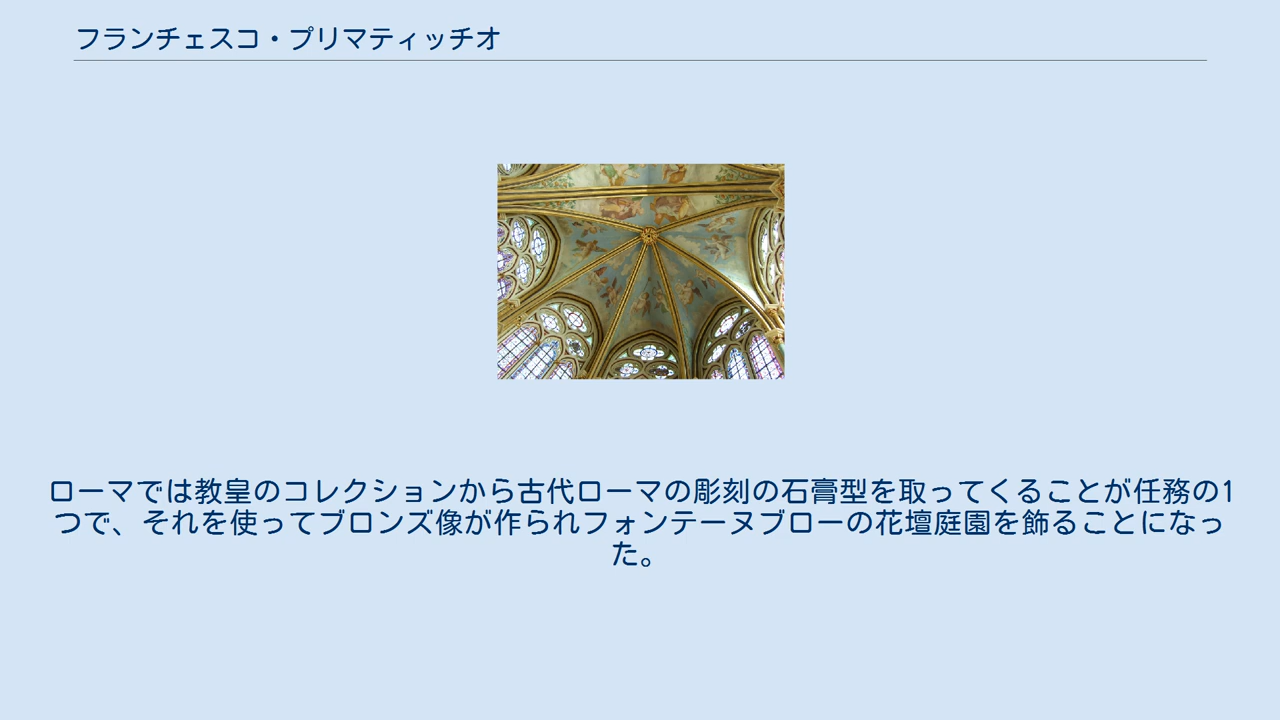 フランチェスコ・プリマティッチオ
ローマでは教皇のコレクションから古代ローマの彫刻の石膏型を取ってくることが任務の1
つで、それを使ってブロンズ像が作られフォンテーヌブローの花壇庭園を飾ることになっ
た。